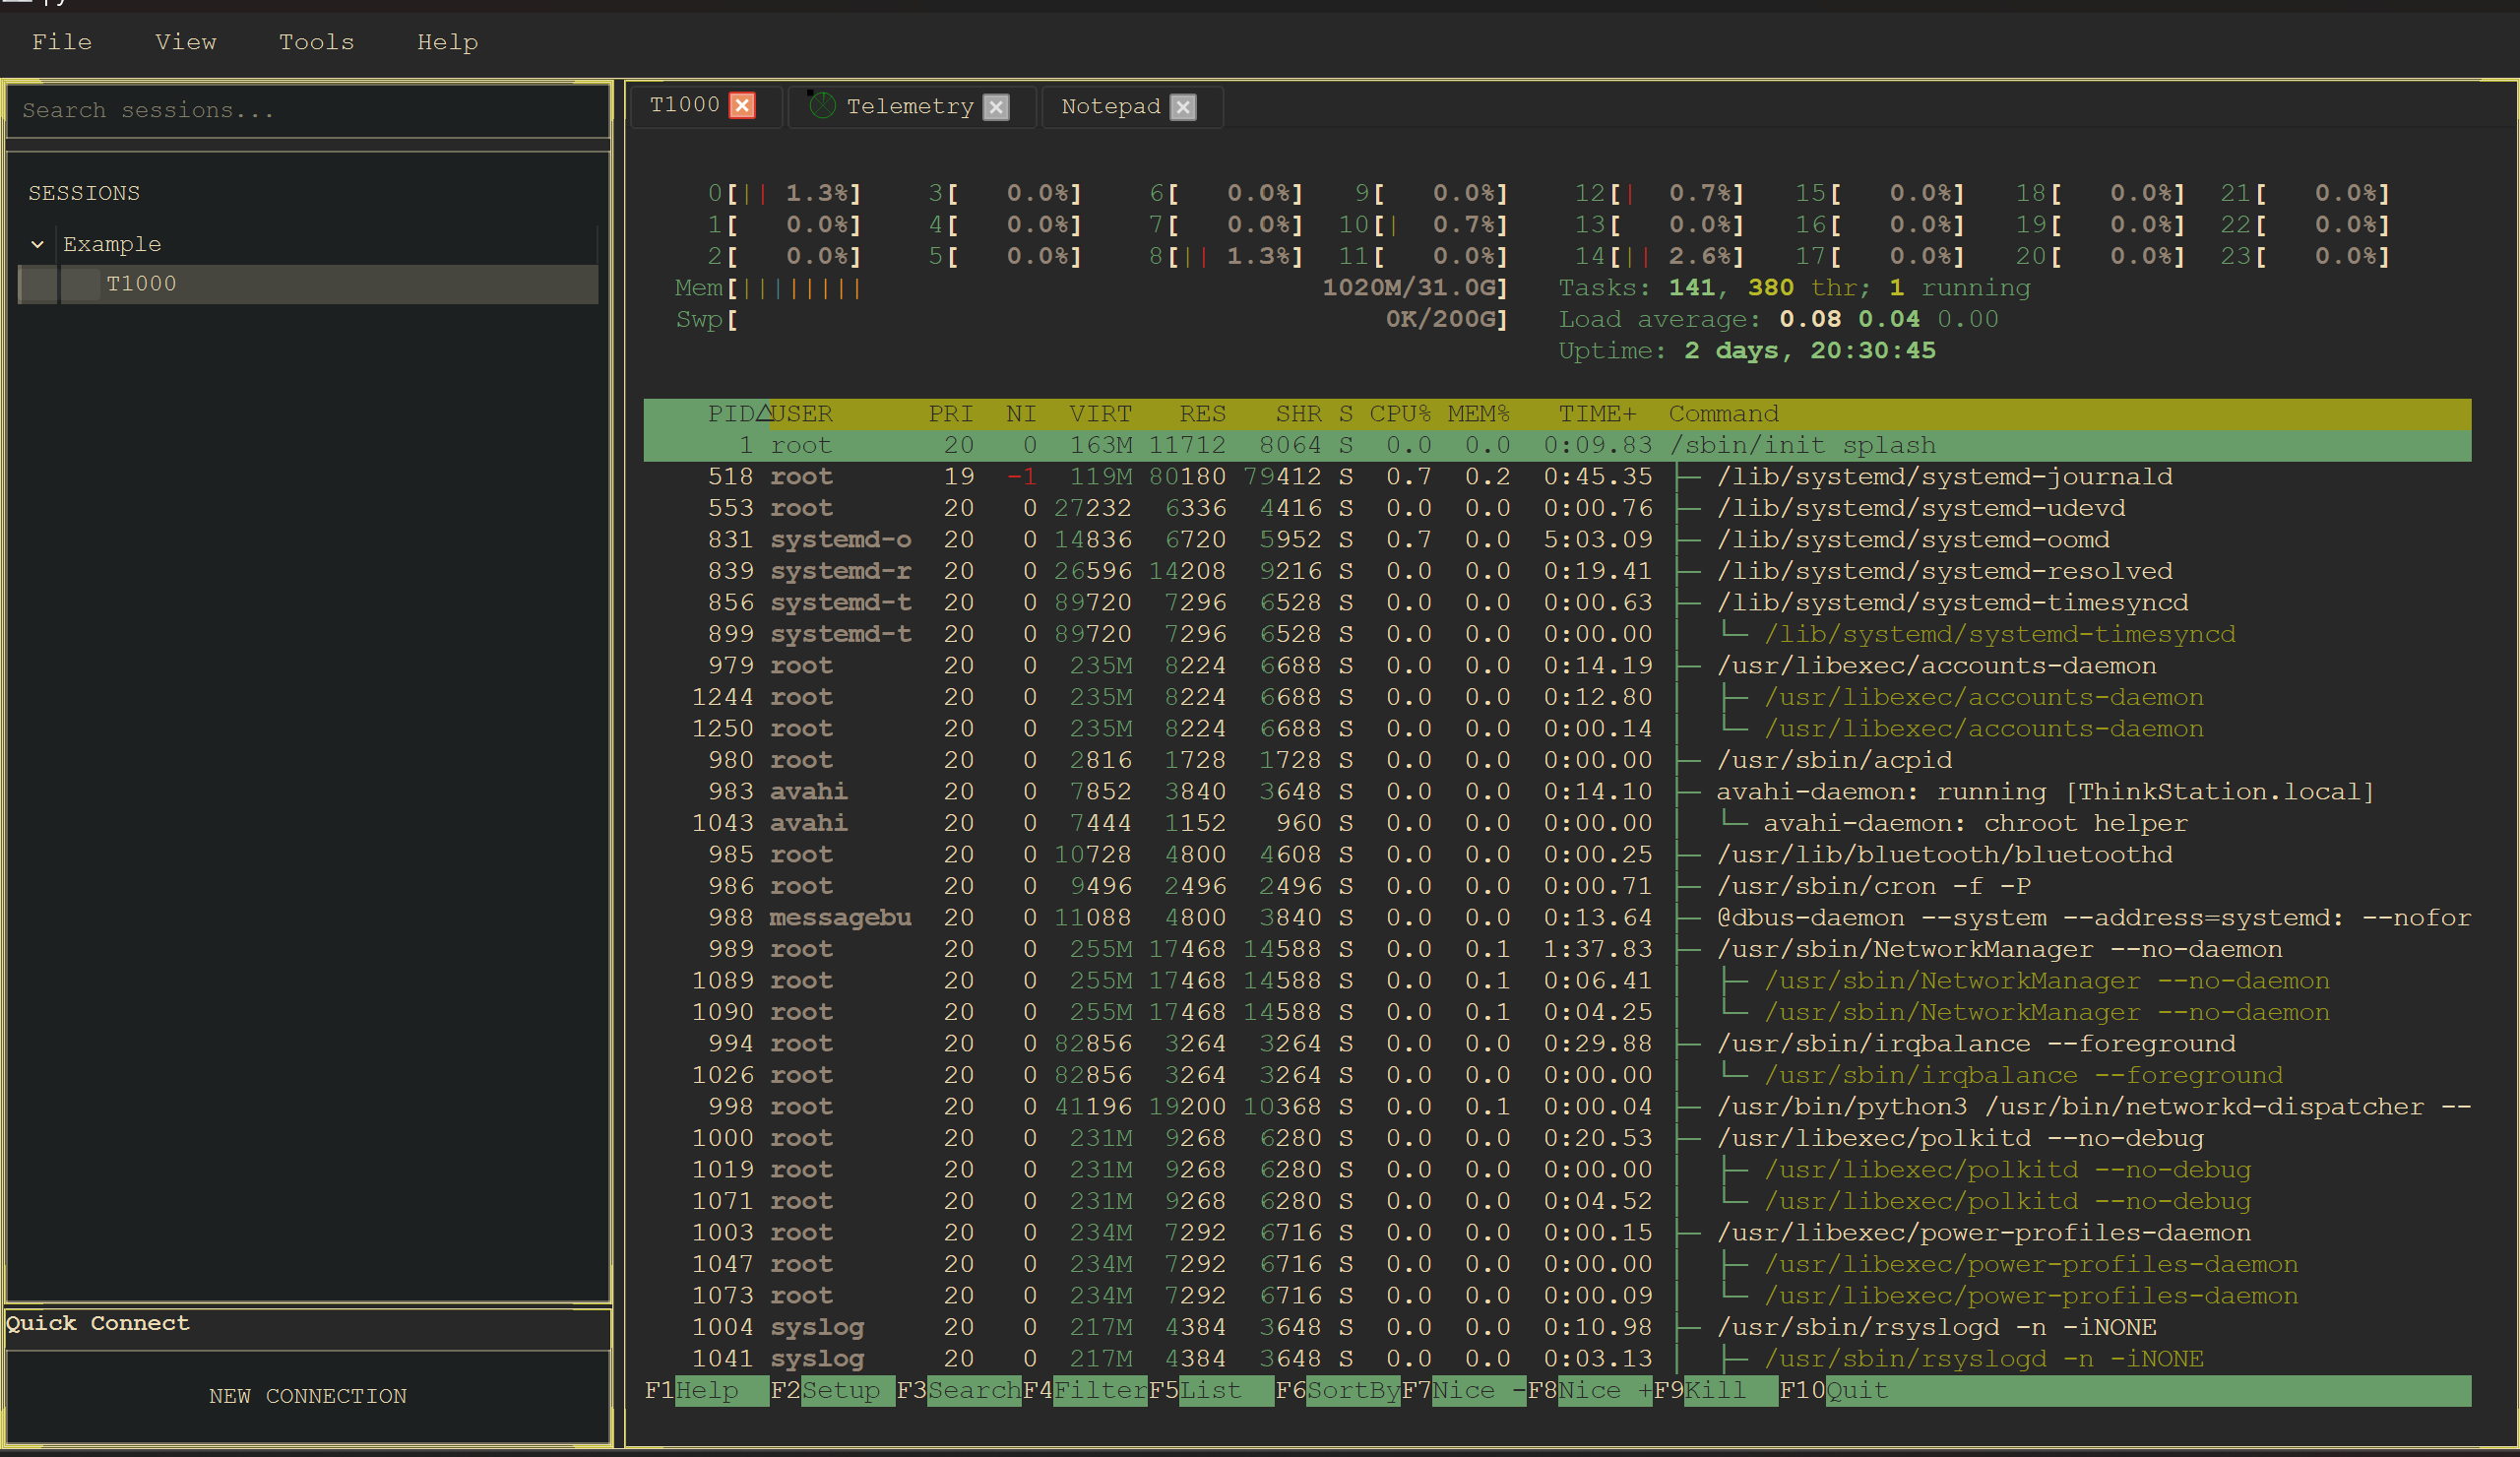 File View Tools Help
Search sessions...
SESSIONS
Example
T1000
Quick Connect
NEW CONNECTION
T1000 Telemetry Notepad
0[|| 1.3%] 3[ 0.0%] 6[ 0.0%] 9[ 0.0%] 12[| 0.7%] 15[ 0.0%] 18[ 0.0%] 21[ 0.0%]
1[ 0.0%] 4[ 0.0%] 7[ 0.0%] 10[| 0.7%] 13[ 0.0%] 16[ 0.0%] 19[ 0.0%] 22[ 0.0%]
2[ 0.0%] 5[ 0.0%] 8[|| 1.3%] 11[ 0.0%] 14[|| 2.6%] 17[ 0.0%] 20[ 0.0%] 23[ 0.0%]
Mem[|||||||| 1020M/31.0G] Tasks: 141, 380 thr; 1 running
Swp[ 0K/200G] Load average: 0.08 0.04 0.00
Uptime: 2 days, 20:30:45
PID△USER PRI NI VIRT RES SHR S CPU% MEM% TIME+ Command
1 root 20 0 163M 11712 8064 S 0.0 0.0 0:09.83 /sbin/init splash
518 root 19 -1 119M 80180 79412 S 0.7 0.2 0:45.35 ├─ /lib/systemd/systemd-journald
553 root 20 0 27232 6336 4416 S 0.0 0.0 0:00.76 ├─ /lib/systemd/systemd-udevd
831 systemd-o 20 0 14836 6720 5952 S 0.7 0.0 5:03.09 ├─ /lib/systemd/systemd-oomd
839 systemd-r 20 0 26596 14208 9216 S 0.0 0.0 0:19.41 ├─ /lib/systemd/systemd-resolved
856 systemd-t 20 0 89720 7296 6528 S 0.0 0.0 0:00.63 ├─ /lib/systemd/systemd-timesyncd
899 systemd-t 20 0 89720 7296 6528 S 0.0 0.0 0:00.00 │ └─ /lib/systemd/systemd-timesyncd
979 root 20 0 235M 8224 6688 S 0.0 0.0 0:14.19 ├─ /usr/libexec/accounts-daemon
1244 root 20 0 235M 8224 6688 S 0.0 0.0 0:12.80 │ ├─ /usr/libexec/accounts-daemon
1250 root 20 0 235M 8224 6688 S 0.0 0.0 0:00.14 │ └─ /usr/libexec/accounts-daemon
980 root 20 0 2816 1728 1728 S 0.0 0.0 0:00.00 ├─ /usr/sbin/acpid
983 avahi 20 0 7852 3840 3648 S 0.0 0.0 0:14.10 ├─ avahi-daemon: running [ThinkStation.local]
1043 avahi 20 0 7444 1152 960 S 0.0 0.0 0:00.00 │ └─ avahi-daemon: chroot helper
985 root 20 0 10728 4800 4608 S 0.0 0.0 0:00.25 ├─ /usr/lib/bluetooth/bluetoothd
986 root 20 0 9496 2496 2496 S 0.0 0.0 0:00.71 ├─ /usr/sbin/cron -f -P
988 messagebu 20 0 11088 4800 3840 S 0.0 0.0 0:13.64 ├─ @dbus-daemon --system --address=systemd: --nofor
989 root 20 0 255M 17468 14588 S 0.0 0.1 1:37.83 ├─ /usr/sbin/NetworkManager --no-daemon
1089 root 20 0 255M 17468 14588 S 0.0 0.1 0:06.41 │ ├─ /usr/sbin/NetworkManager --no-daemon
1090 root 20 0 255M 17468 14588 S 0.0 0.1 0:04.25 │ └─ /usr/sbin/NetworkManager --no-daemon
994 root 20 0 82856 3264 3264 S 0.0 0.0 0:29.88 ├─ /usr/sbin/irqbalance --foreground
1026 root 20 0 82856 3264 3264 S 0.0 0.0 0:00.00 │ └─ /usr/sbin/irqbalance --foreground
998 root 20 0 41196 19200 10368 S 0.0 0.1 0:00.04 ├─ /usr/bin/python3 /usr/bin/networkd-dispatcher --
1000 root 20 0 231M 9268 6280 S 0.0 0.0 0:20.53 ├─ /usr/libexec/polkitd --no-debug
1019 root 20 0 231M 9268 6280 S 0.0 0.0 0:00.00 │ ├─ /usr/libexec/polkitd --no-debug
1071 root 20 0 231M 9268 6280 S 0.0 0.0 0:04.52 │ └─ /usr/libexec/polkitd --no-debug
1003 root 20 0 234M 7292 6716 S 0.0 0.0 0:00.15 ├─ /usr/libexec/power-profiles-daemon
1047 root 20 0 234M 7292 6716 S 0.0 0.0 0:00.00 │ ├─ /usr/libexec/power-profiles-daemon
1073 root 20 0 234M 7292 6716 S 0.0 0.0 0:00.09 │ └─ /usr/libexec/power-profiles-daemon
1004 syslog 20 0 217M 4384 3648 S 0.0 0.0 0:10.98 ├─ /usr/sbin/rsyslogd -n -iNONE
1041 syslog 20 0 217M 4384 3648 S 0.0 0.0 0:03.13 │ ├─ /usr/sbin/rsyslogd -n -iNONE
F1Help F2Setup F3SearchF4FilterF5List F6SortByF7Nice -F8Nice +F9Kill F10Quit